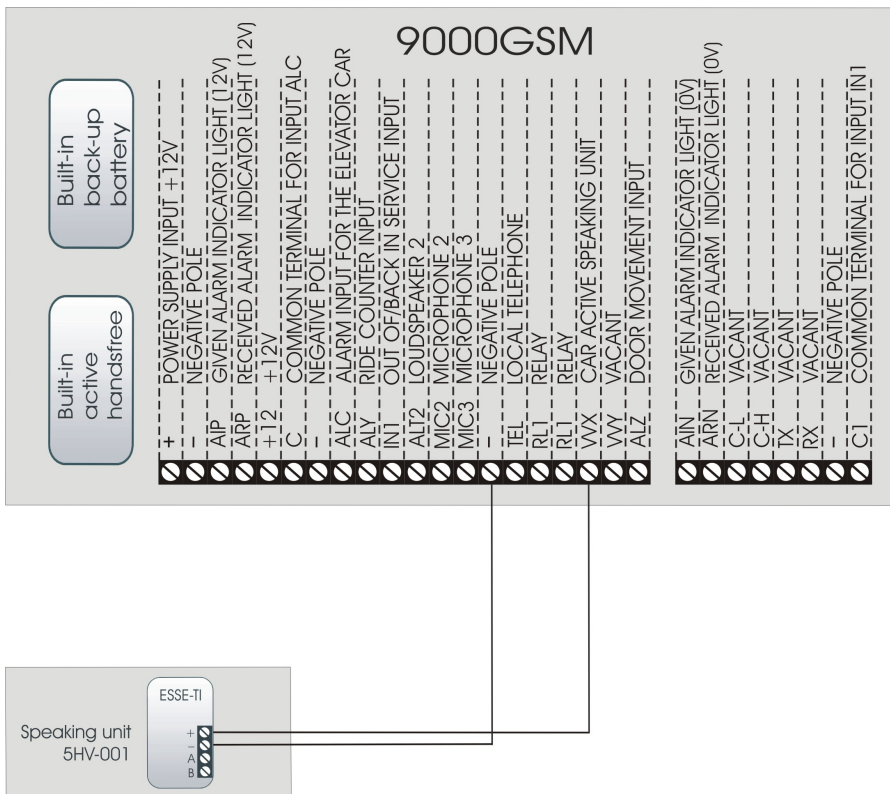 9000GSM
Built-in
back-up
battery
Built-in
active
handsfree
+ POWER SUPPLY INPUT +12V
– NEGATIVE POLE
AIP GIVEN ALARM INDICATOR LIGHT (12V)
ARP RECEIVED ALARM INDICATOR LIGHT (12V)
+12 +12V
C COMMON TERMINAL FOR INPUT ALC
– NEGATIVE POLE
ALC ALARM INPUT FOR THE ELEVATOR CAR
ALY RIDE COUNTER INPUT
IN1 OUT OF/BACK IN SERVICE INPUT
ALT2 LOUDSPEAKER 2
MIC2 MICROPHONE 2
MIC3 MICROPHONE 3
– NEGATIVE POLE
TEL LOCAL TELEPHONE
RL1 RELAY
RL1 RELAY
WX CAR ACTIVE SPEAKING UNIT
WY VACANT
ALZ DOOR MOVEMENT INPUT
AIN GIVEN ALARM INDICATOR LIGHT (0V)
ARN RECEIVED ALARM INDICATOR LIGHT (0V)
C-L VACANT
C-H VACANT
TX VACANT
RX VACANT
– NEGATIVE POLE
C1 COMMON TERMINAL FOR INPUT IN1
ESSE-TI
Speaking unit
5HV-001
+
–
A
B